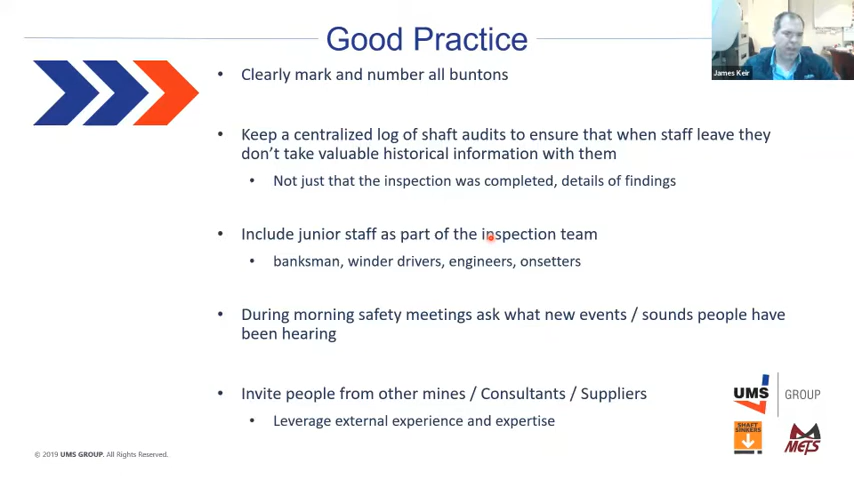 Good Practice
James Keir
• Clearly mark and number all buntons
• Keep a centralized log of shaft audits to ensure that when staff leave they
don't take valuable historical information with them
• Not just that the inspection was completed, details of findings
• Include junior staff as part of the inspection team
• banksman, winder drivers, engineers, onsetters
• During morning safety meetings ask what new events / sounds people have
been hearing
• Invite people from other mines / Consultants / Suppliers
• Leverage external experience and expertise
UMS GROUP
SHAFT
SINKERS
METS
© 2019 UMS GROUP. All Rights Reserved.